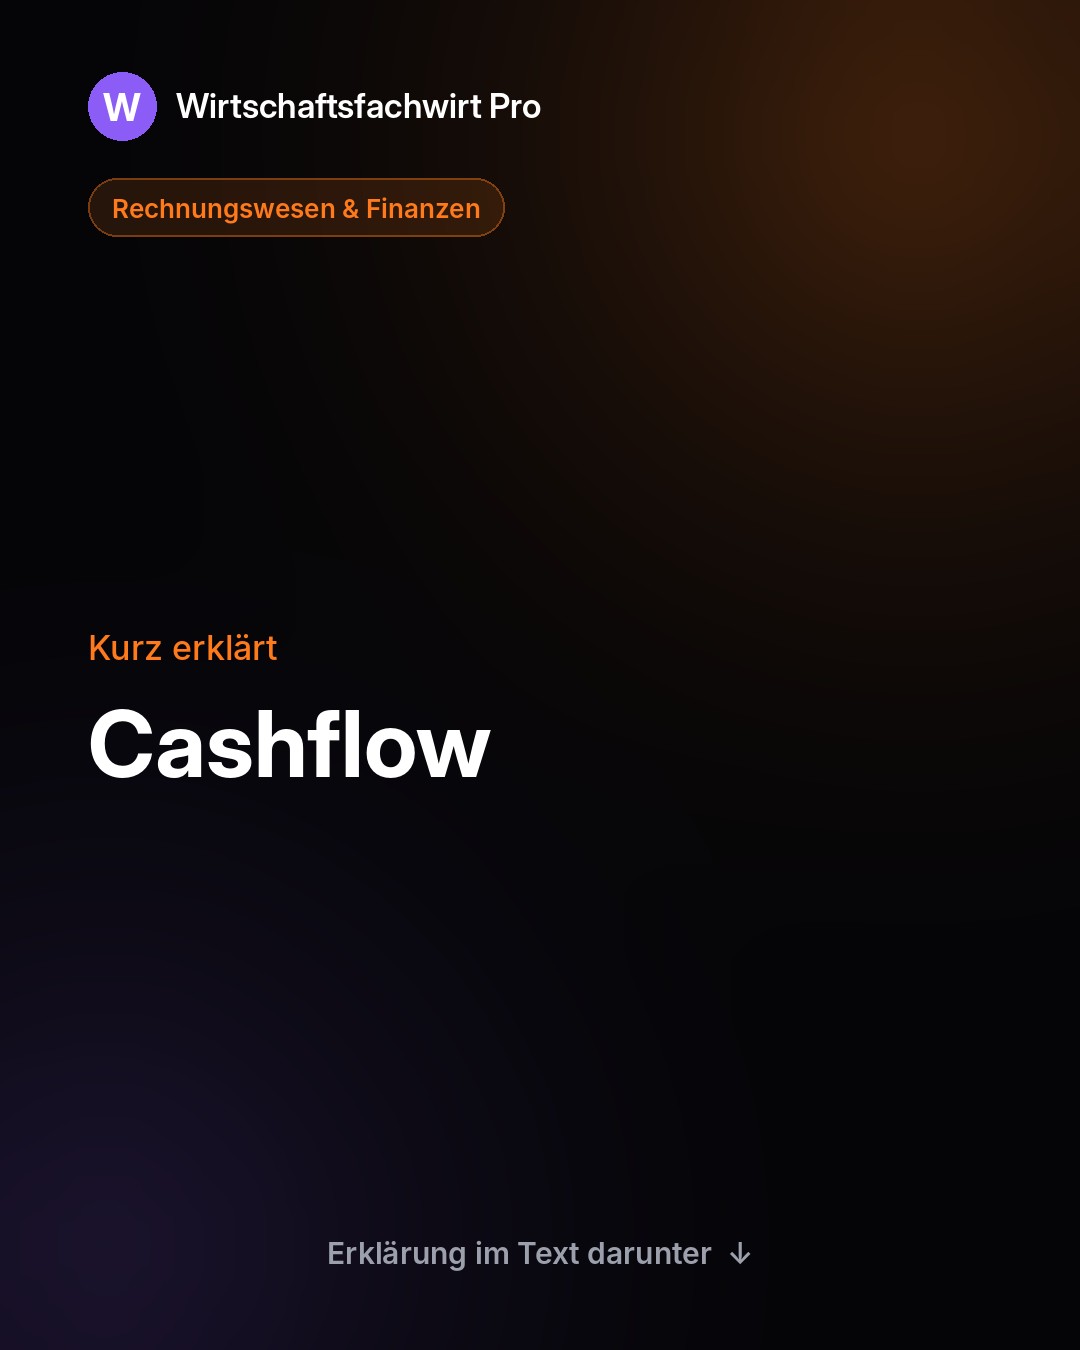 W Wirtschaftsfachwirt Pro
Rechnungswesen & Finanzen
Kurz erklärt
Cashflow
Erklärung im Text darunter ↓